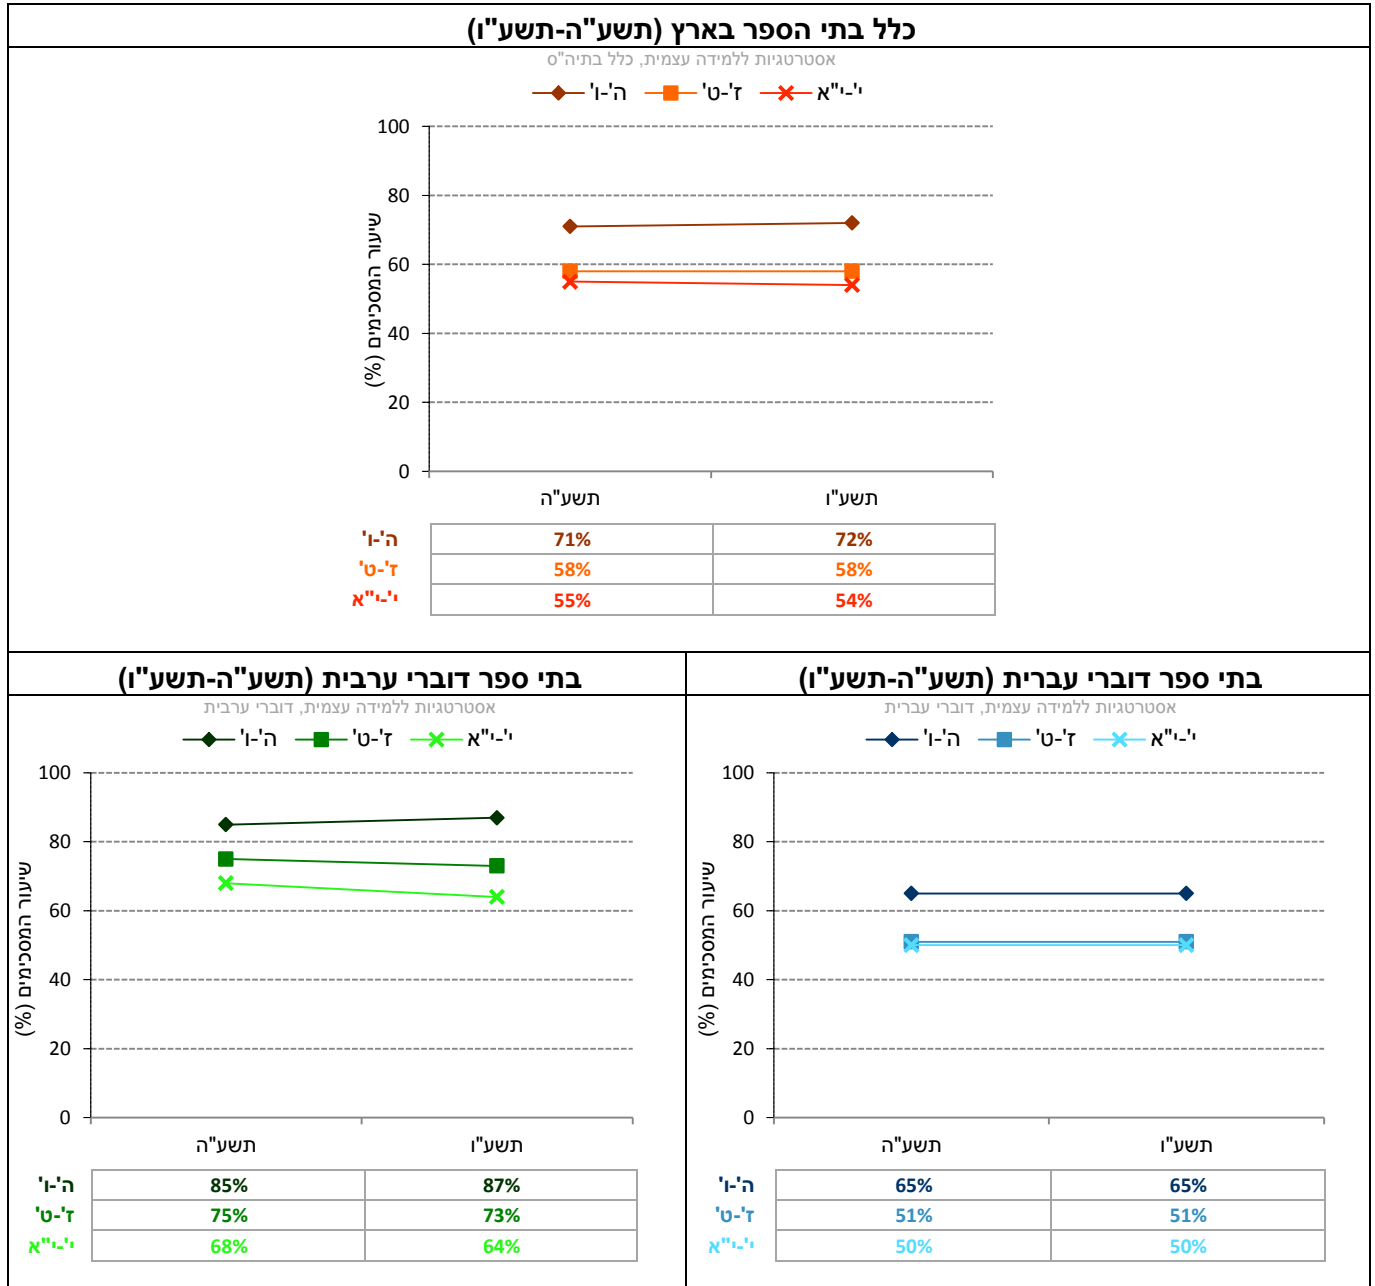 כלל בתי הספר בארץ (תשע"ה-תשע"ו)
אסטרטגיות ללמידה עצמית, כלל בתיה"ס
ה'-ו' ז'-ט' י'-י"א
שיעור המסכימים (%)
100
80
60
40
20
0
תשע"ה תשע"ו
ה'-ו' 71% 72%
ז'-ט' 58% 58%
י'-י"א 55% 54%
בתי ספר דוברי עברית (תשע"ה-תשע"ו)
אסטרטגיות ללמידה עצמית, דוברי עברית
ה'-ו' ז'-ט' י'-י"א
שיעור המסכימים (%)
100
80
60
40
20
0
תשע"ה תשע"ו
ה'-ו' 65% 65%
ז'-ט' 51% 51%
י'-י"א 50% 50%
בתי ספר דוברי ערבית (תשע"ה-תשע"ו)
אסטרטגיות ללמידה עצמית, דוברי ערבית
ה'-ו' ז'-ט' י'-י"א
שיעור המסכימים (%)
100
80
60
40
20
0
תשע"ה תשע"ו
ה'-ו' 85% 87%
ז'-ט' 75% 73%
י'-י"א 68% 64%